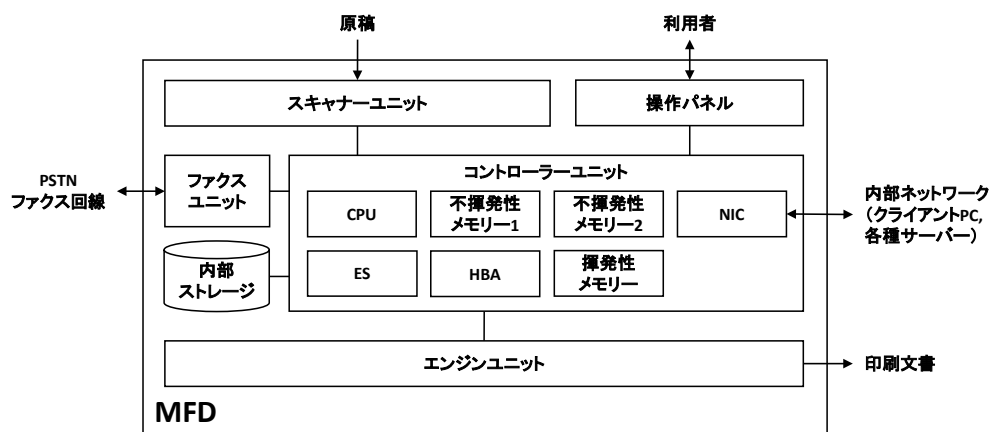 原稿
利用者
スキャナーユニット
操作パネル
コントローラーユニット
PSTN
ファクス回線
ファクス
ユニット
CPU
不揮発性
メモリー1
不揮発性
メモリー2
NIC
内部ネットワーク
（クライアントPC,
各種サーバー）
内部
ストレージ
ES
HBA
揮発性
メモリー
エンジンユニット
印刷文書
MFD